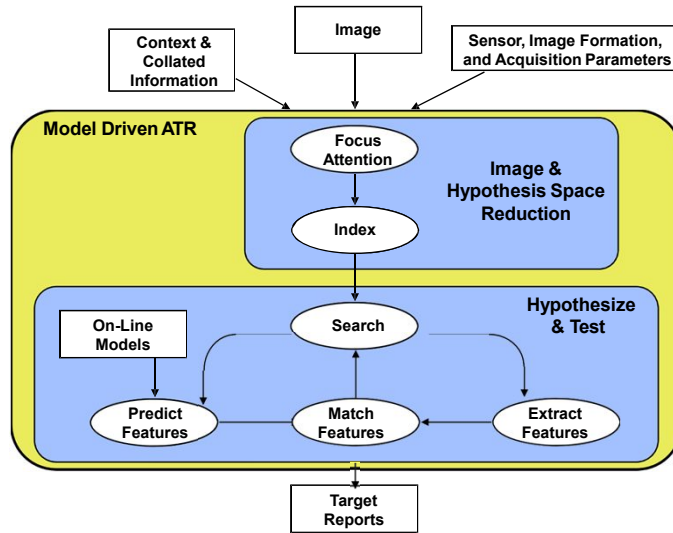 Context &
Collated
Information
Image
Sensor, Image Formation,
and Acquisition Parameters
Model Driven ATR
Focus
Attention
Image &
Hypothesis Space
Reduction
Index
Hypothesize
& Test
On-Line
Models
Search
Predict
Features
Match
Features
Extract
Features
Target
Reports